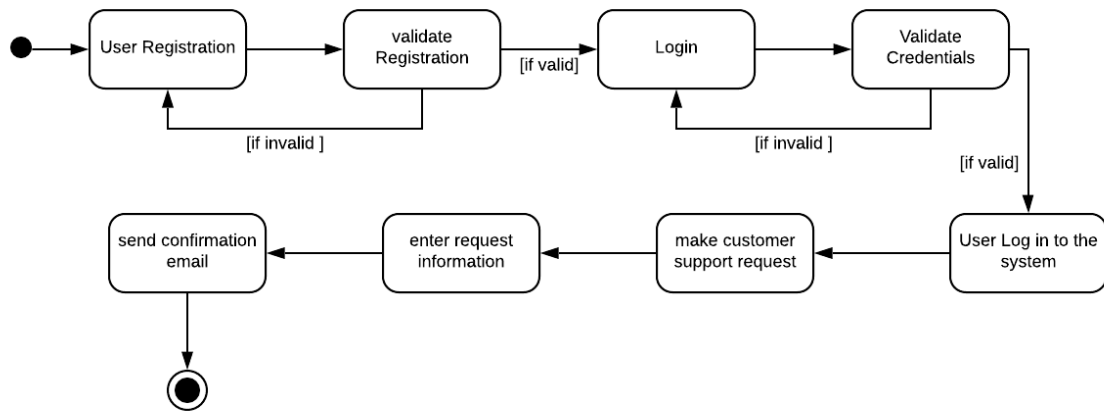 User Registration
validate
Registration
[if valid]
Login
Validate
Credentials
[if invalid ]
[if invalid ]
[if valid]
send confirmation
email
enter request
information
make customer
support request
User Log in to the
system